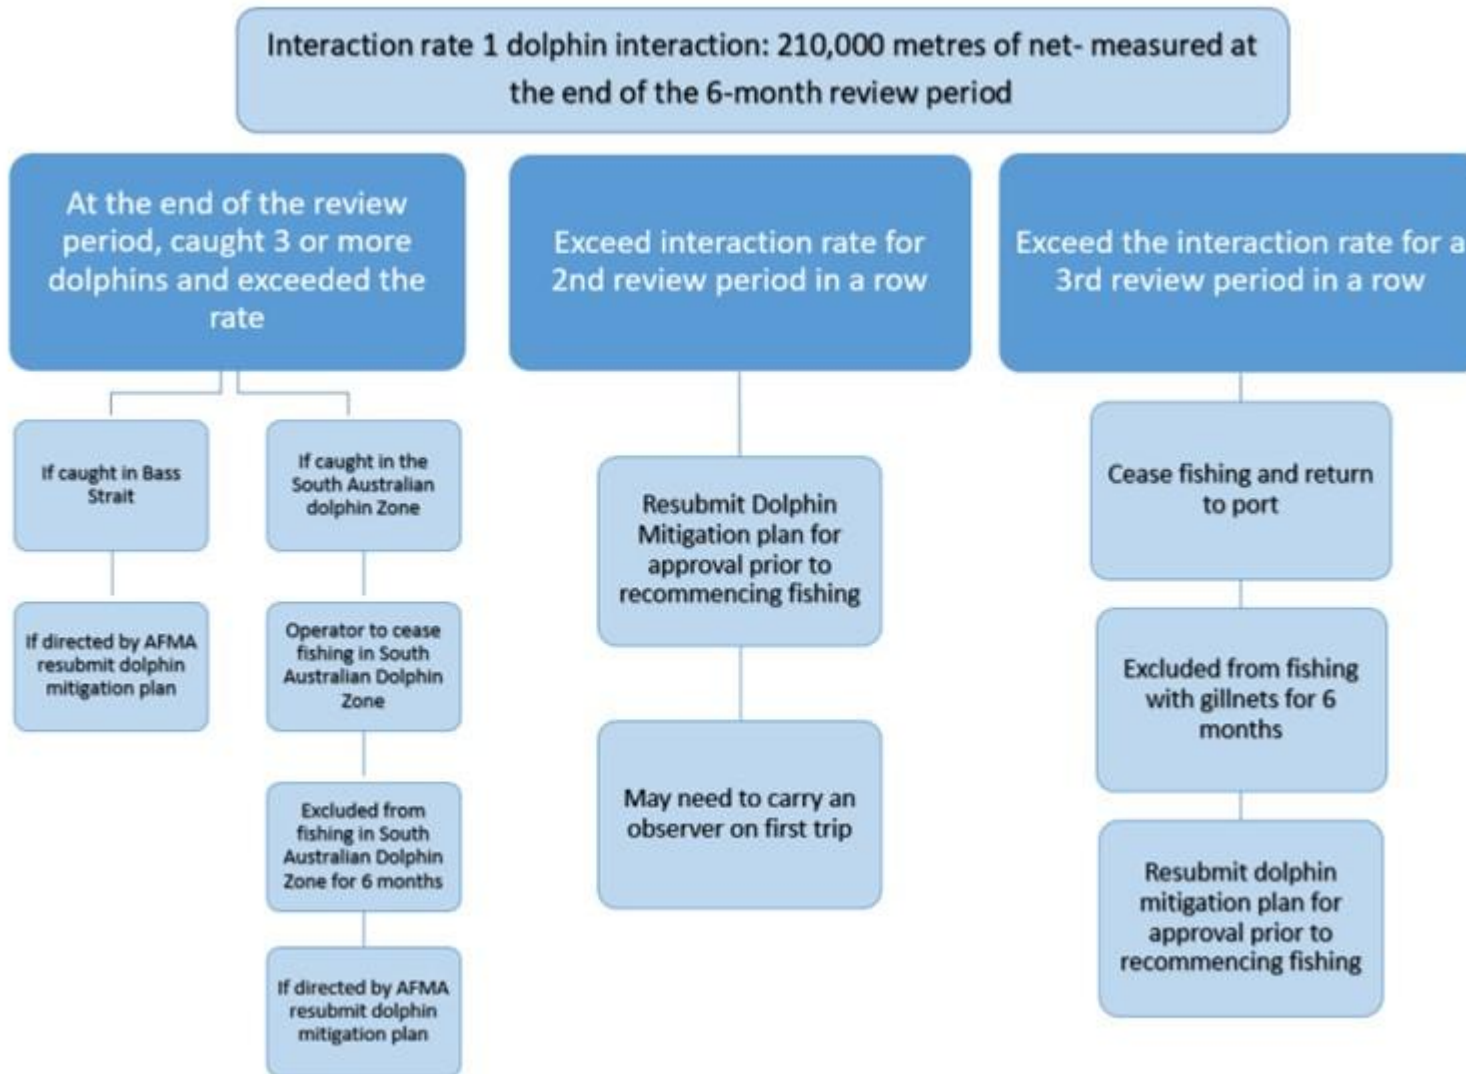 Interaction rate 1 dolphin interaction: 210,000 metres of net- measured at
the end of the 6-month review period
At the end of the review
period, caught 3 or more
dolphins and exceeded the
rate
If caught in Bass
Strait
If directed by AFMA
resubmit dolphin
mitigation plan
If caught in the
South Australian
dolphin Zone
Operator to cease
fishing in South
Australian Dolphin
Zone
Excluded from
fishing in South
Australian Dolphin
Zone for 6 months
If directed by AFMA
resubmit dolphin
mitigation plan
Exceed interaction rate for
2nd review period in a row
Resubmit Dolphin
Mitigation plan for
approval prior to
recommencing fishing
May need to carry an
observer on first trip
Exceed the interaction rate for a
3rd review period in a row
Cease fishing and return
to port
Excluded from fishing
with gillnets for 6
months
Resubmit dolphin
mitigation plan for
approval prior to
recommencing fishing